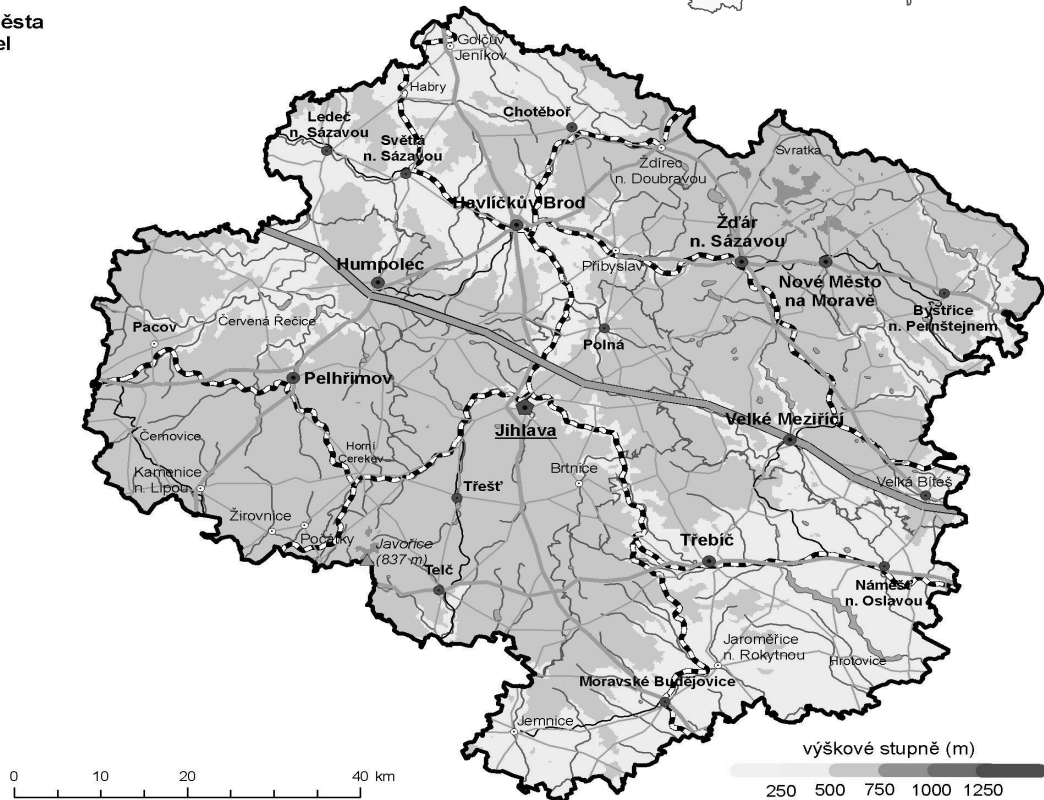 ěsta
el
Golčův
Jeníkov
Habry
Chotěboř
Ledeč
n. Sázavou
Světlá
n. Sázavou
Svratka
Ždírec
n. Doubravou
Havlíčkův Brod
Žďár
n. Sázavou
Přibyslav
Humpolec
Nové Město
na Moravě
Bystřice
n. Pernštejnem
Pacov
Červená Řečice
Polná
Pelhřimov
Jihlava
Velké Meziříčí
Černovice
Horní
Cerekev
Kamenice
n. Lipou
Brtnice
Velká Bíteš
Třešť
Žirovnice
Počátky
Javořice
(837 m)
Třebíč
Telč
Náměšť
n. Oslavou
Jaroměřice
n. Rokytnou
Hrotovice
Moravské Budějovice
Jemnice
výškové stupně (m)
250 500 750 1000 1250
0 10 20 40 km